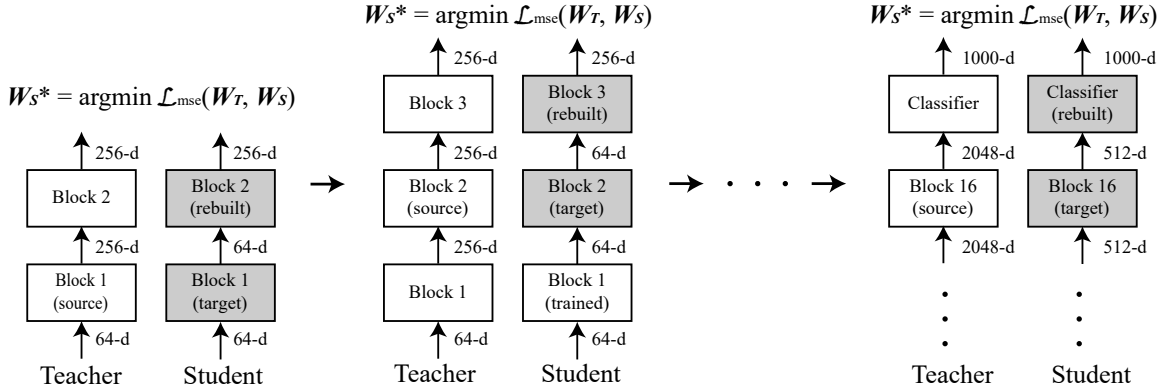 W_S* = argmin ℒ_mse(W_T, W_S)
256-d 256-d
Block 2
Block 2
(rebuilt)
256-d 64-d
Block 1
(source)
Block 1
(target)
64-d 64-d
Teacher Student
W_S* = argmin ℒ_mse(W_T, W_S)
256-d 256-d
Block 3
Block 3
(rebuilt)
256-d 64-d
Block 2
(source)
Block 2
(target)
256-d 64-d
Block 1
Block 1
(trained)
64-d 64-d
Teacher Student
W_S* = argmin ℒ_mse(W_T, W_S)
1000-d 1000-d
Classifier
Classifier
(rebuilt)
2048-d 512-d
Block 16
(source)
Block 16
(target)
2048-d 512-d
Teacher Student